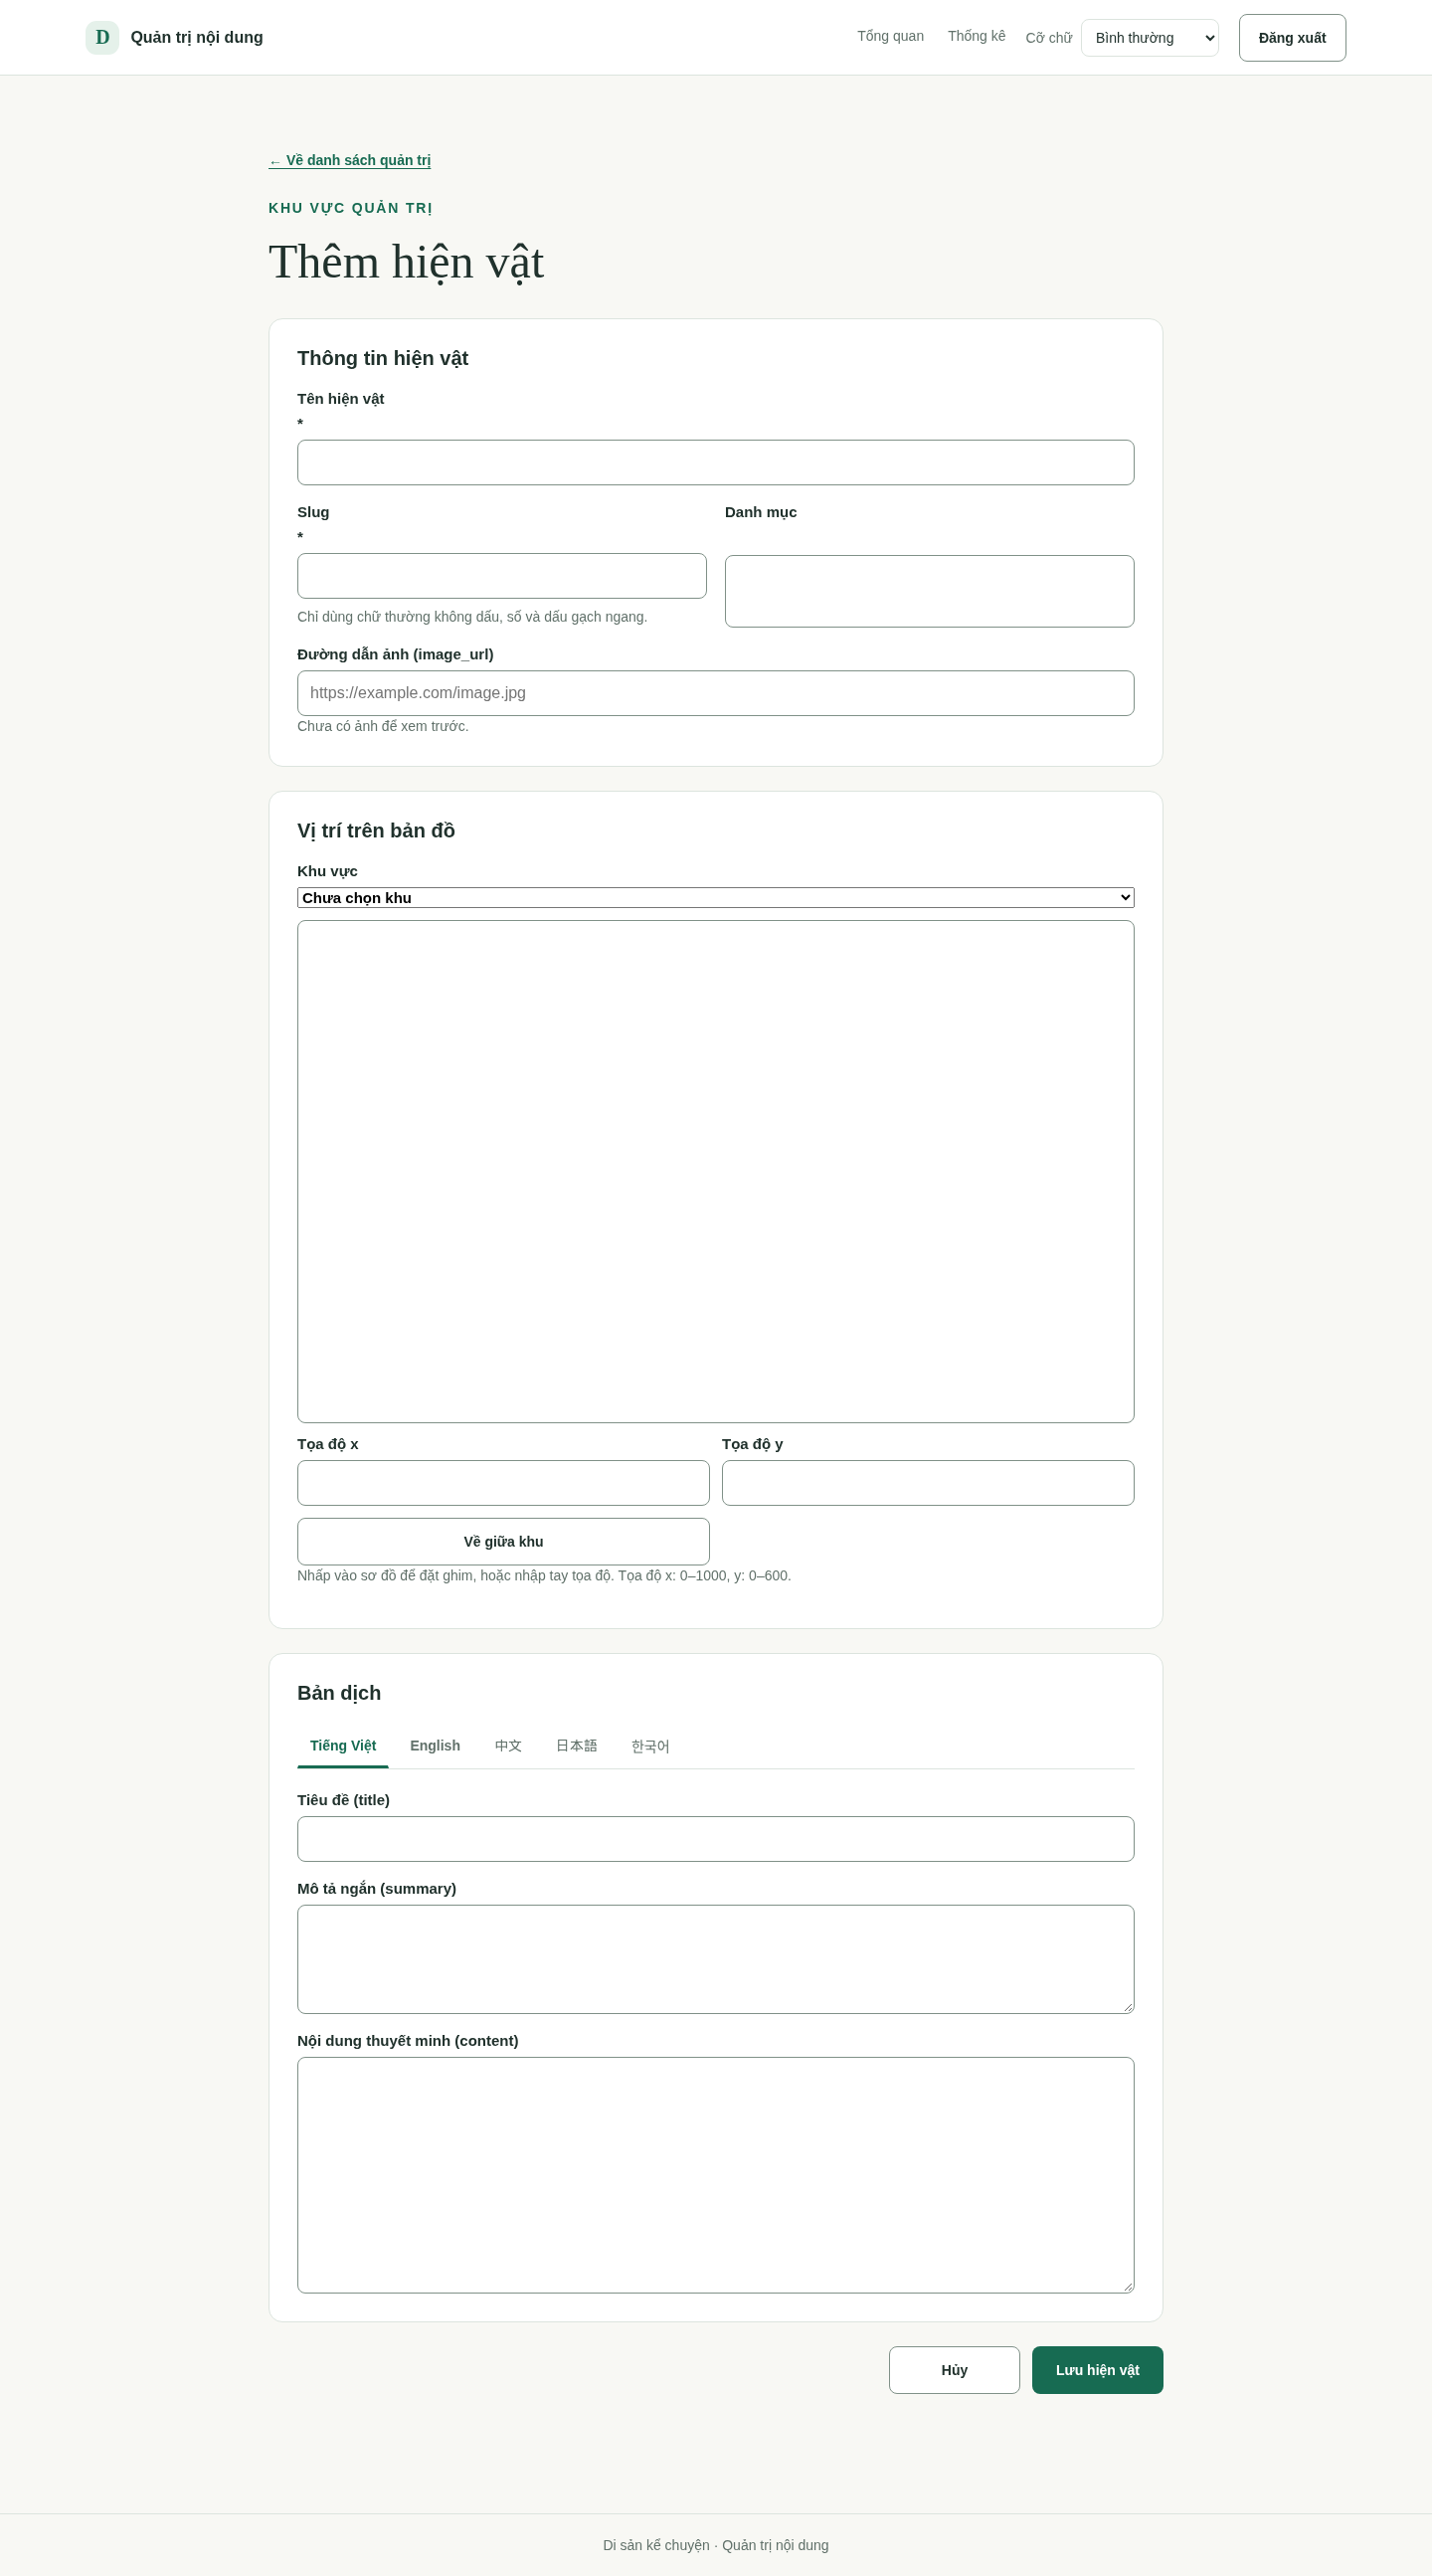 D Quản trị nội dung Tổng quan Thống kê Cỡ chữ Bình thường Đăng xuất
← Về danh sách quản trị
KHU VỰC QUẢN TRỊ
Thêm hiện vật
Thông tin hiện vật
Tên hiện vật
*
Slug
*
Danh mục
Chỉ dùng chữ thường không dấu, số và dấu gạch ngang.
Đường dẫn ảnh (image_url)
https://example.com/image.jpg
Chưa có ảnh để xem trước.
Vị trí trên bản đồ
Khu vực
Chưa chọn khu
Tọa độ x Tọa độ y
Về giữa khu
Nhấp vào sơ đồ để đặt ghim, hoặc nhập tay tọa độ. Tọa độ x: 0–1000, y: 0–600.
Bản dịch
Tiếng Việt English 中文 日本語 한국어
Tiêu đề (title)
Mô tả ngắn (summary)
Nội dung thuyết minh (content)
Hủy Lưu hiện vật
Di sản kể chuyện · Quản trị nội dung